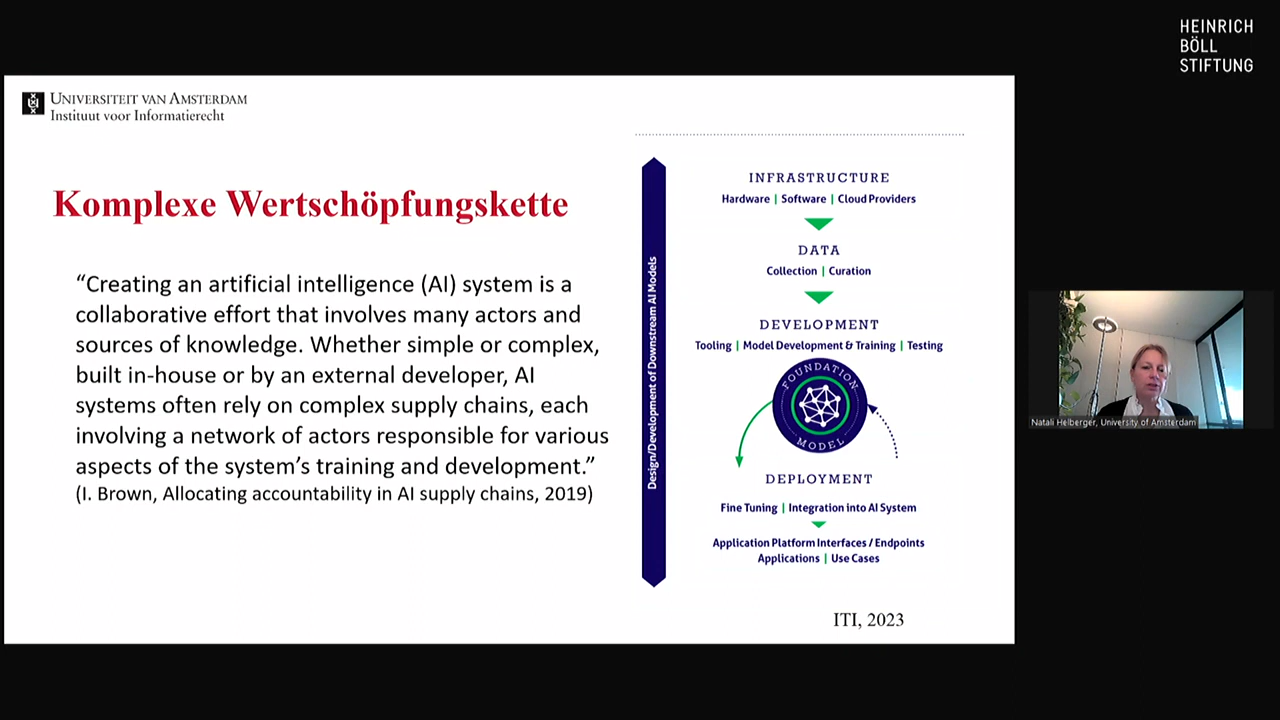 HEINRICH
BÖLL
STIFTUNG
UNIVERSITEIT VAN AMSTERDAM
Instituut voor Informatierecht
Komplexe Wertschöpfungskette
“Creating an artificial intelligence (AI) system is a
collaborative effort that involves many actors and
sources of knowledge. Whether simple or complex,
built in-house or by an external developer, AI
systems often rely on complex supply chains, each
involving a network of actors responsible for various
aspects of the system’s training and development.”
(I. Brown, Allocating accountability in AI supply chains, 2019)
Design/Development of Downstream AI Models
INFRASTRUCTURE
Hardware | Software | Cloud Providers
DATA
Collection | Curation
DEVELOPMENT
Tooling | Model Development & Training | Testing
FOUNDATION
MODEL
DEPLOYMENT
Fine Tuning | Integration into AI System
Application Platform Interfaces / Endpoints
Applications | Use Cases
ITI, 2023
Natali Helberger, University of Amsterdam